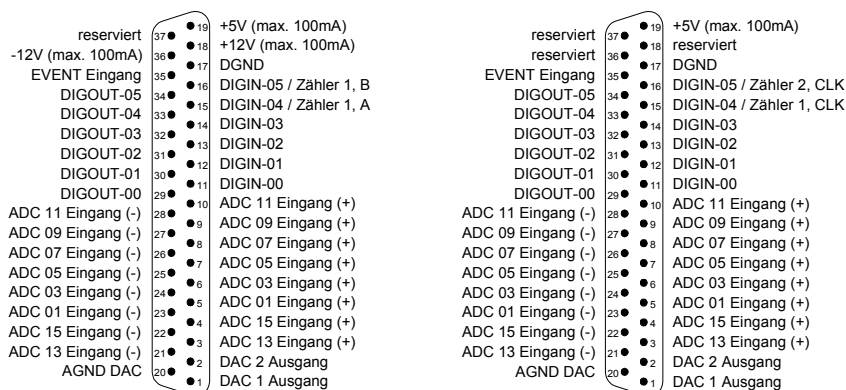 19 +5V (max. 100mA)
reserviert 37
18 +12V (max. 100mA)
-12V (max. 100mA) 36
17 DGND
EVENT Eingang 35
16 DIGIN-05 / Zähler 1, B
DIGOUT-05 34
15 DIGIN-04 / Zähler 1, A
DIGOUT-04 33
14 DIGIN-03
DIGOUT-03 32
13 DIGIN-02
DIGOUT-02 31
12 DIGIN-01
DIGOUT-01 30
11 DIGIN-00
DIGOUT-00 29
10 ADC 11 Eingang (+)
ADC 11 Eingang (-) 28
9 ADC 09 Eingang (+)
ADC 09 Eingang (-) 27
8 ADC 07 Eingang (+)
ADC 07 Eingang (-) 26
7 ADC 05 Eingang (+)
ADC 05 Eingang (-) 25
6 ADC 03 Eingang (+)
ADC 03 Eingang (-) 24
5 ADC 01 Eingang (+)
ADC 01 Eingang (-) 23
4 ADC 15 Eingang (+)
ADC 15 Eingang (-) 22
3 ADC 13 Eingang (+)
ADC 13 Eingang (-) 21
2 DAC 2 Ausgang
AGND DAC 20
1 DAC 1 Ausgang
19 +5V (max. 100mA)
reserviert 37
18 reserviert
reserviert 36
17 DGND
EVENT Eingang 35
16 DIGIN-05 / Zähler 2, CLK
DIGOUT-05 34
15 DIGIN-04 / Zähler 1, CLK
DIGOUT-04 33
14 DIGIN-03
DIGOUT-03 32
13 DIGIN-02
DIGOUT-02 31
12 DIGIN-01
DIGOUT-01 30
11 DIGIN-00
DIGOUT-00 29
10 ADC 11 Eingang (+)
ADC 11 Eingang (-) 28
9 ADC 09 Eingang (+)
ADC 09 Eingang (-) 27
8 ADC 07 Eingang (+)
ADC 07 Eingang (-) 26
7 ADC 05 Eingang (+)
ADC 05 Eingang (-) 25
6 ADC 03 Eingang (+)
ADC 03 Eingang (-) 24
5 ADC 01 Eingang (+)
ADC 01 Eingang (-) 23
4 ADC 15 Eingang (+)
ADC 15 Eingang (-) 22
3 ADC 13 Eingang (+)
ADC 13 Eingang (-) 21
2 DAC 2 Ausgang
AGND DAC 20
1 DAC 1 Ausgang